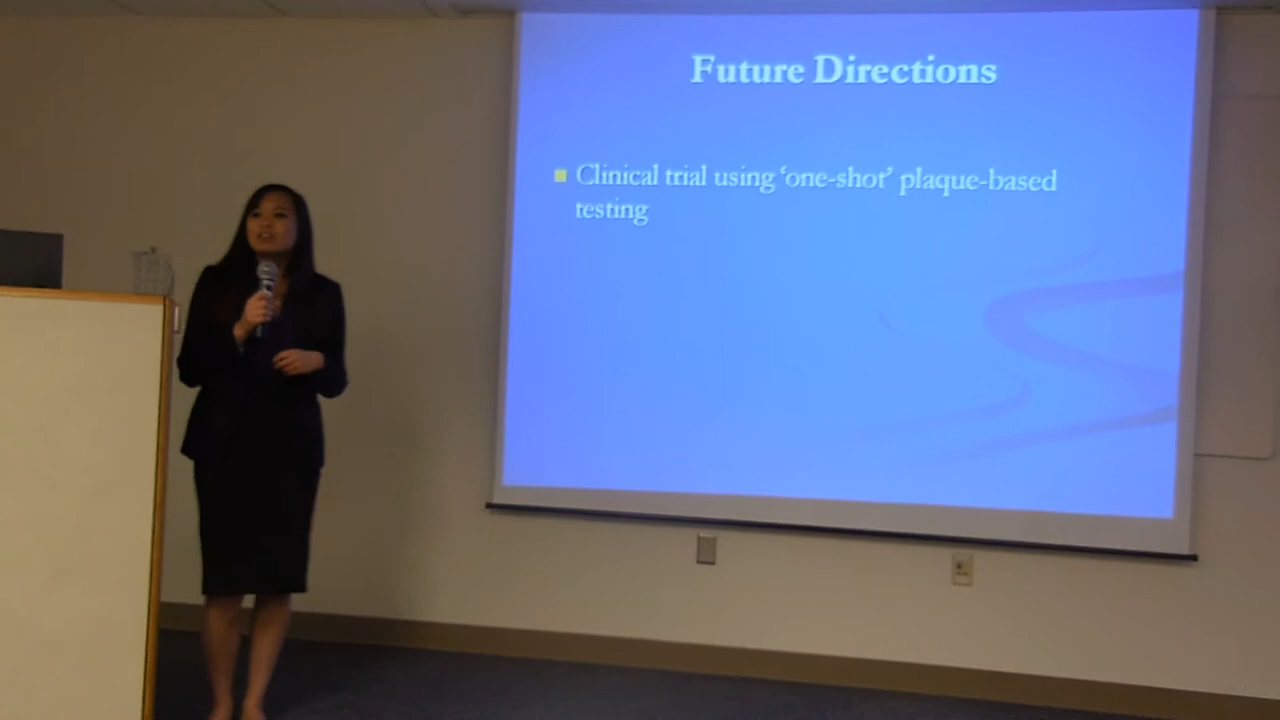 Future Directions
Clinical trial using ‘one-shot’ plaque-based
testing